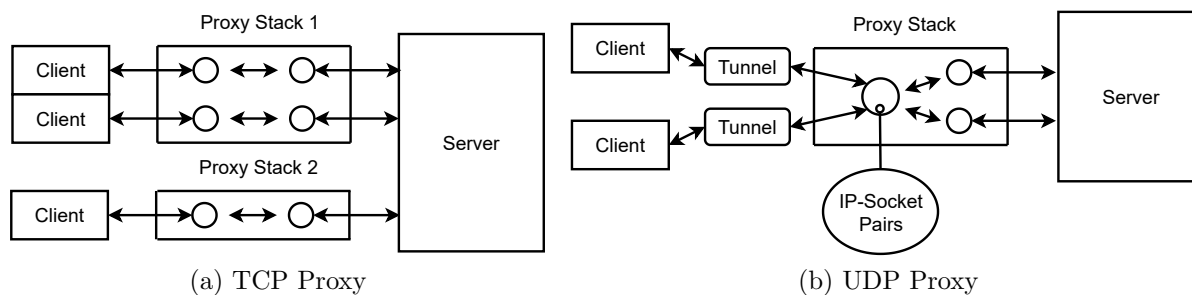 Proxy Stack 1
Client
Client
Server
Proxy Stack 2
Client
(a) TCP Proxy
Proxy Stack
Client
Tunnel
Server
Tunnel
Client
IP-Socket
Pairs
(b) UDP Proxy